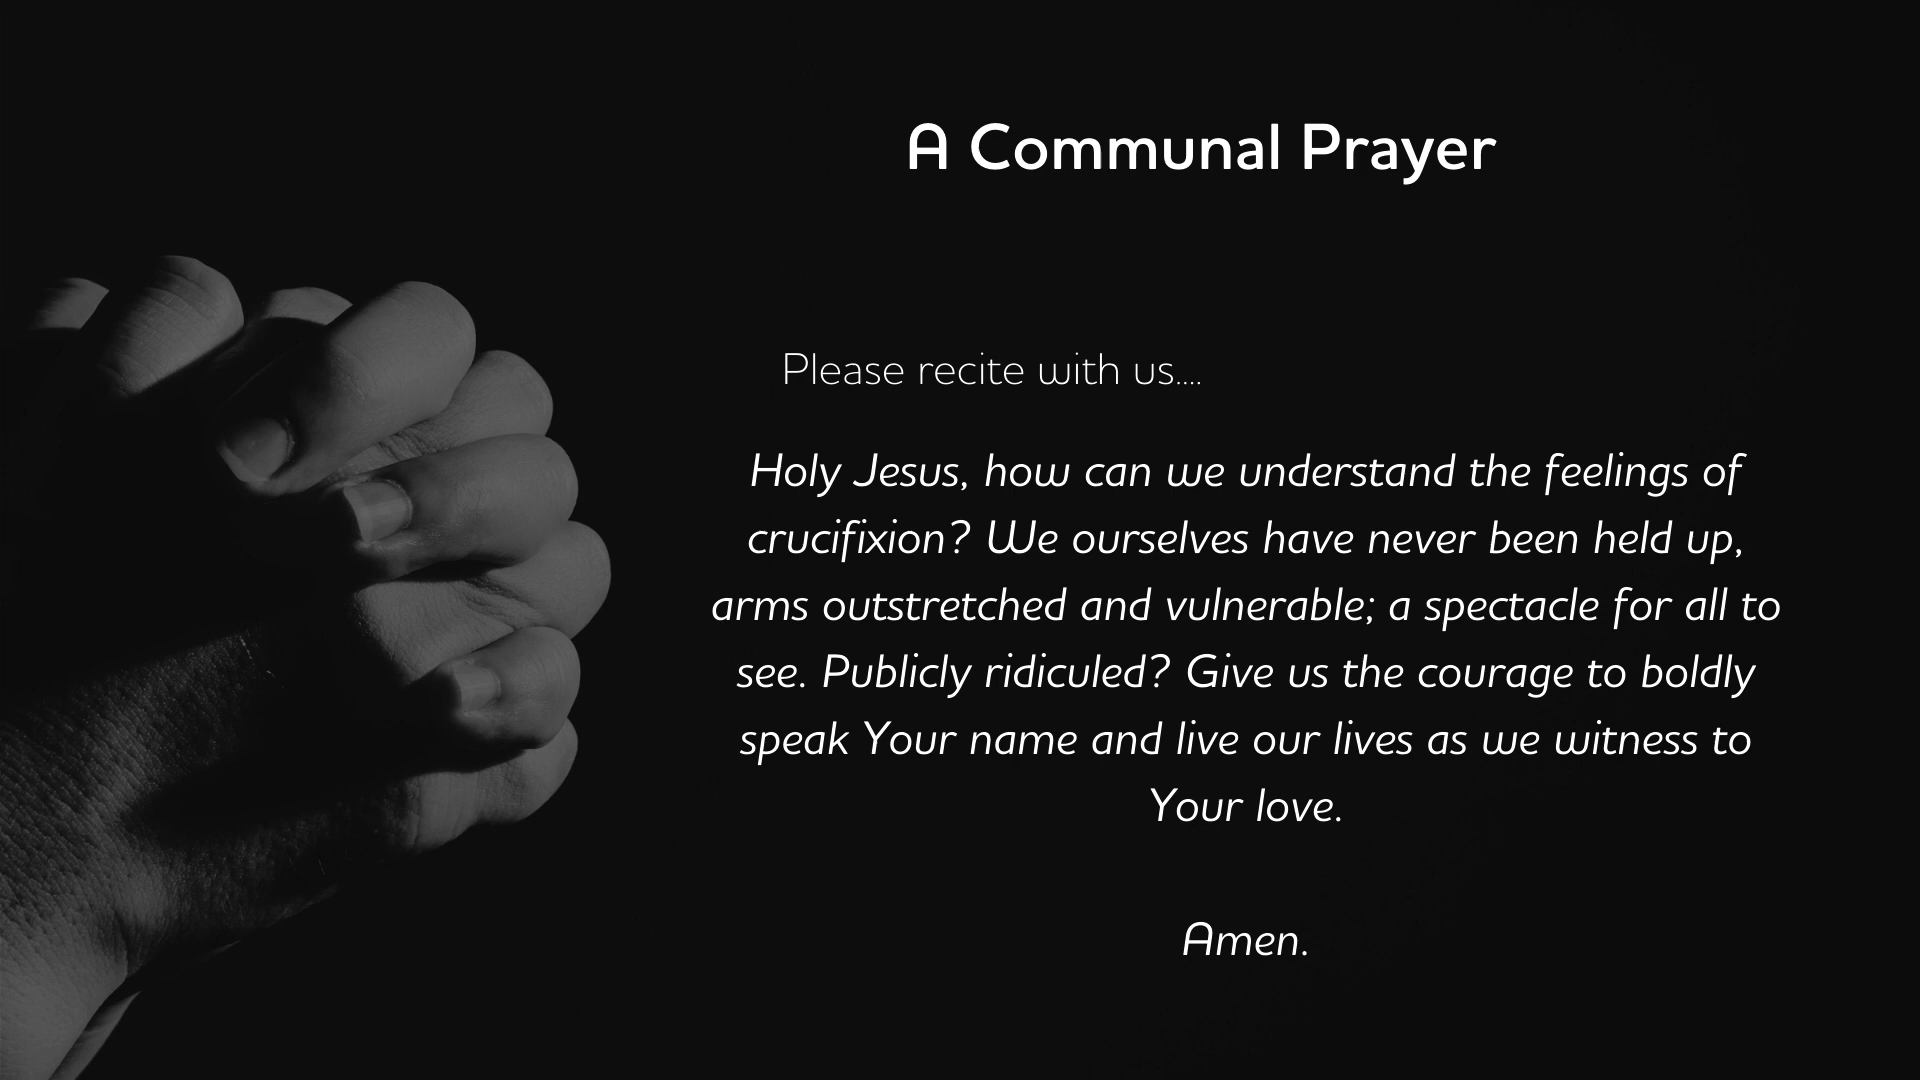 A Communal Prayer
Please recite with us....
Holy Jesus, how can we understand the feelings of
crucifixion? We ourselves have never been held up,
arms outstretched and vulnerable; a spectacle for all to
see. Publicly ridiculed? Give us the courage to boldly
speak Your name and live our lives as we witness to
Your love.
Amen.